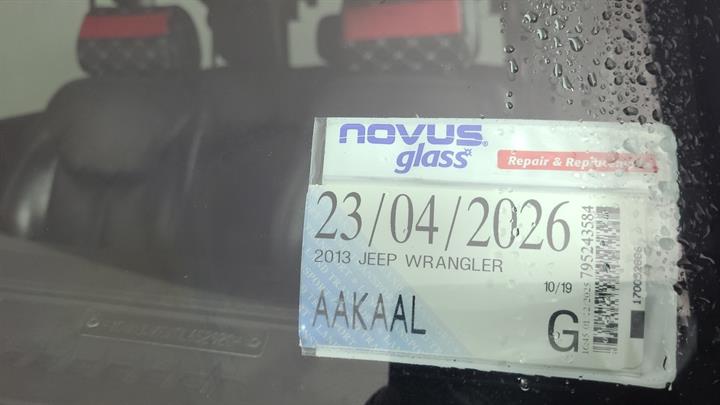 NOVUS®
glass
Repair & Replacement
23/04/2026
2013 JEEP WRANGLER
10/19
AAKAAL
G
795243584